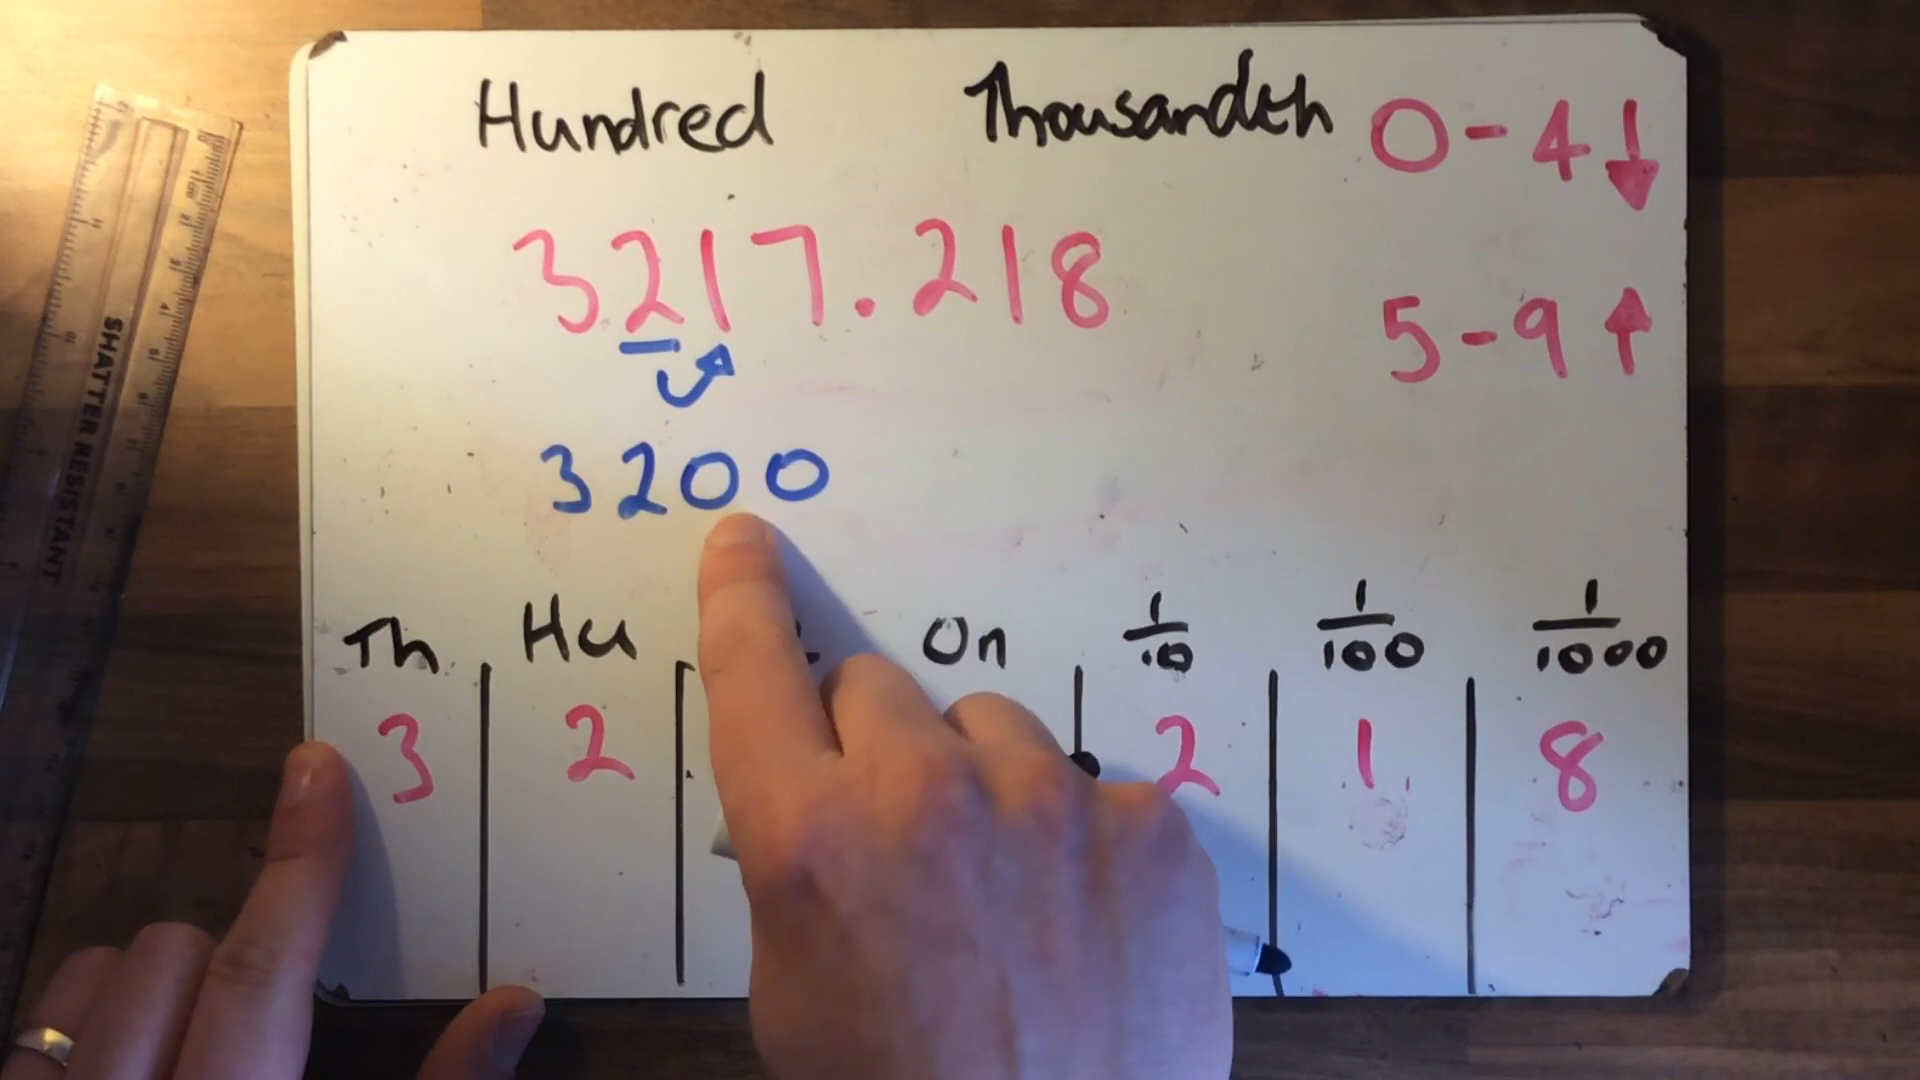 Hundred Thousandth 0-4↓
3217.218
5-9↑
3200
Th Hu On 1/10 1/100 1/1000
3 2 2 1 8
SHATTER RESISTANT